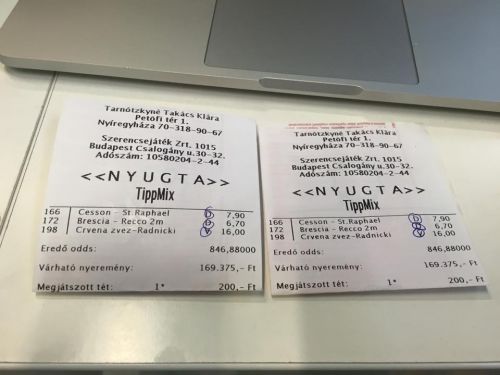 Tarnótzkyné Takács Klára
Petőfi tér 1.
Nyíregyháza 70-318-90-67
Szerencsejáték Zrt. 1015
Budapest Csalogány u.30-32.
Adószám: 10580204-2-44
<<NYUGTA>>
TippMix
166 Cesson - St.Raphael D 7,90
172 Brescia - Recco 2m D 6,70
198 Crvena zvez-Radnicki V 16,00
Eredő odds: 846,88000
Várható nyeremény: 169.375,- Ft
Megjátszott tét: 1* 200,- Ft
Tarnótzkyné Takács Klára
Petőfi tér 1.
Nyíregyháza 70-318-90-67
Szerencsejáték Zrt. 1015
Budapest Csalogány u.30-32.
Adószám: 10580204-2-44
<<NYUGTA>>
TippMix
166 Cesson - St.Raphael D 7,90
172 Brescia - Recco 2m D 6,70
198 Crvena zvez-Radnicki V 16,00
Eredő odds: 846,88000
Várható nyeremény: 169.375,- Ft
Megjátszott tét: 1* 200,- Ft